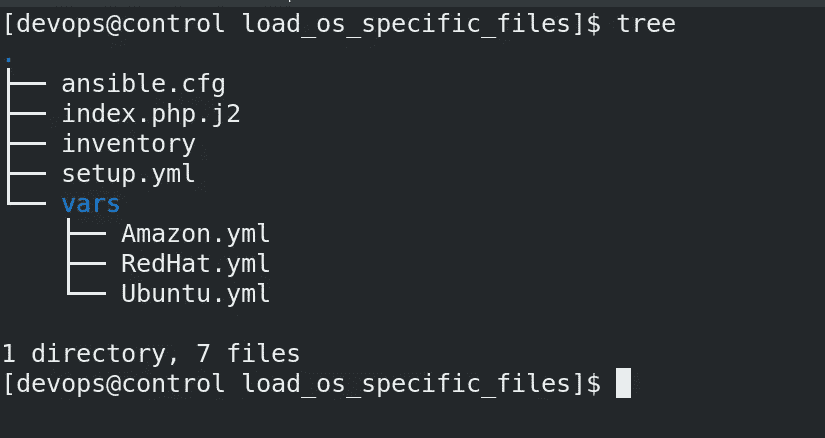 [devops@control load_os_specific_files]$ tree
.
├── ansible.cfg
├── index.php.j2
├── inventory
├── setup.yml
└── vars
    ├── Amazon.yml
    ├── RedHat.yml
    └── Ubuntu.yml

1 directory, 7 files
[devops@control load_os_specific_files]$